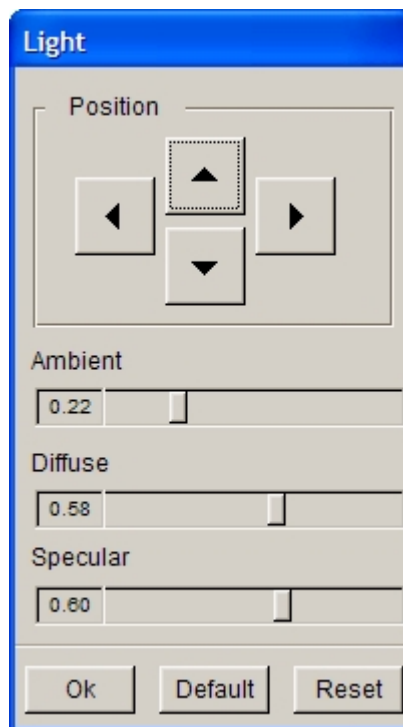 Light
Position
Ambient
0.22
Diffuse
0.58
Specular
0.60
Ok Default Reset